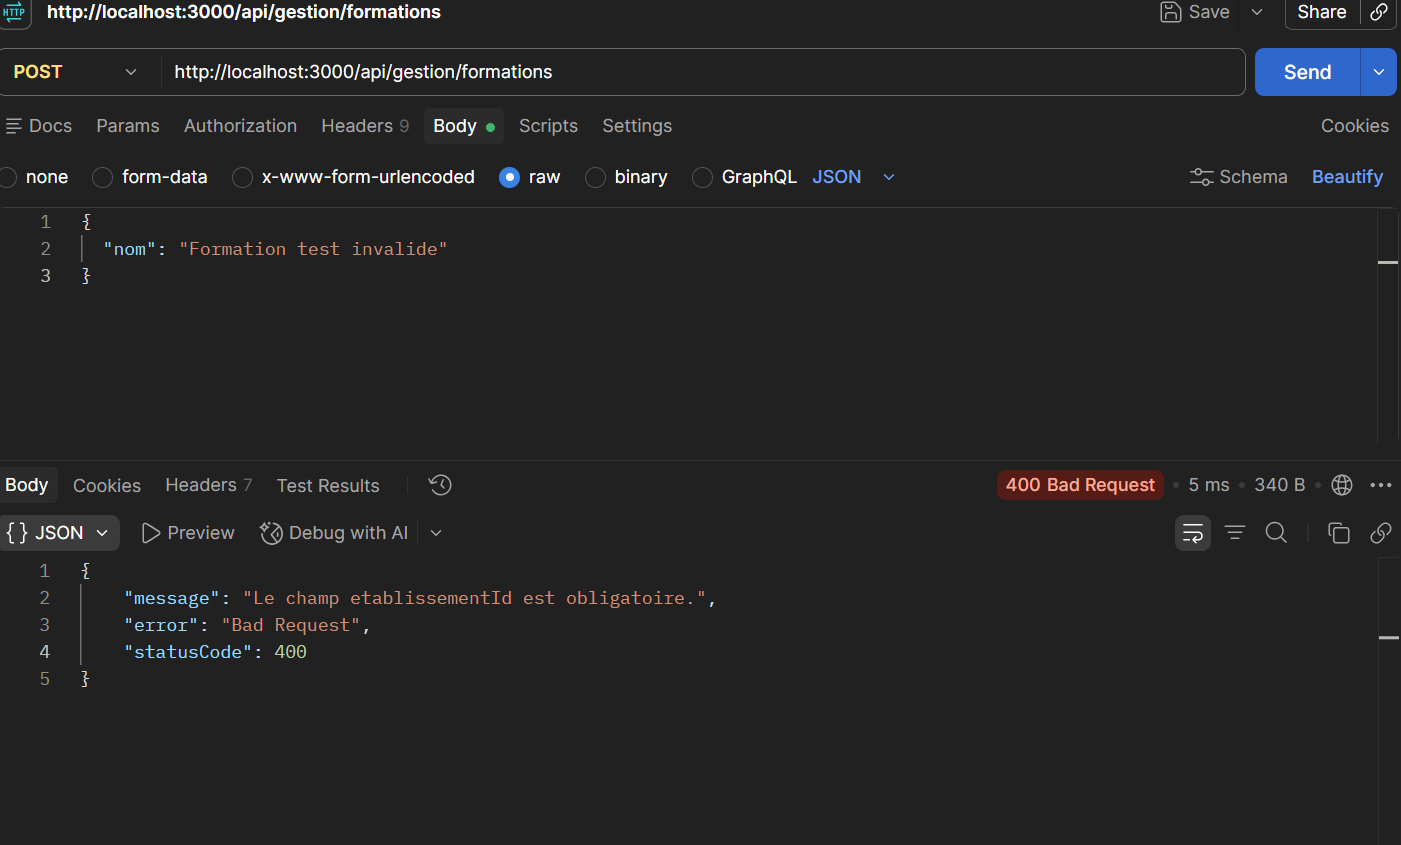 HTTP http://localhost:3000/api/gestion/formations Save Share
POST http://localhost:3000/api/gestion/formations Send
Docs Params Authorization Headers 9 Body Scripts Settings Cookies
none form-data x-www-form-urlencoded raw binary GraphQL JSON Schema Beautify
1 {
2 "nom": "Formation test invalide"
3 }
Body Cookies Headers 7 Test Results 400 Bad Request • 5 ms • 340 B •
{} JSON Preview Debug with AI
1 {
2 "message": "Le champ etablissementId est obligatoire.",
3 "error": "Bad Request",
4 "statusCode": 400
5 }